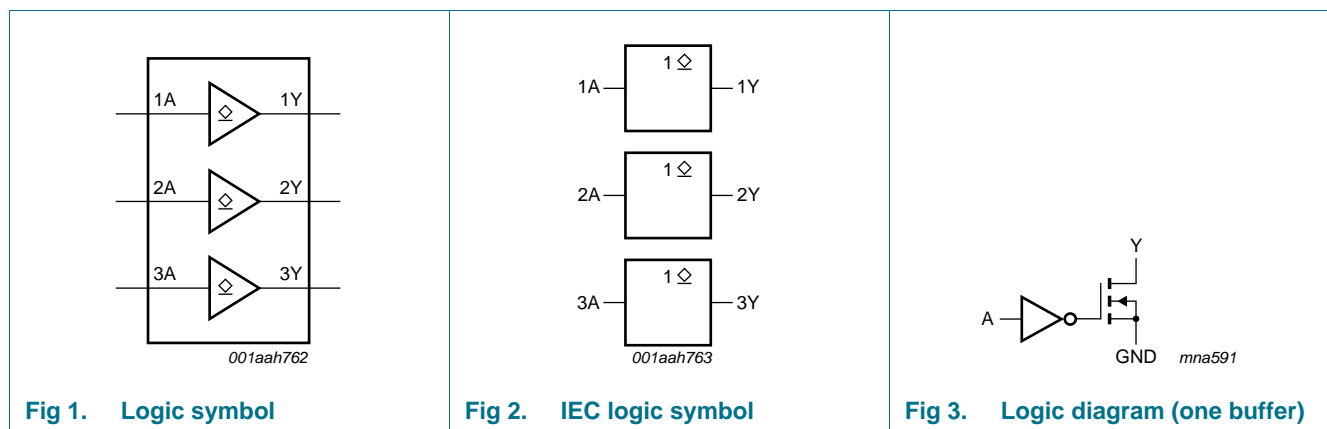 1A 1Y
2A 2Y
3A 3Y
001aah762
Fig 1. Logic symbol
1
1A 1Y
1
2A 2Y
1
3A 3Y
001aah763
Fig 2. IEC logic symbol
Y
A
GND mna591
Fig 3. Logic diagram (one buffer)